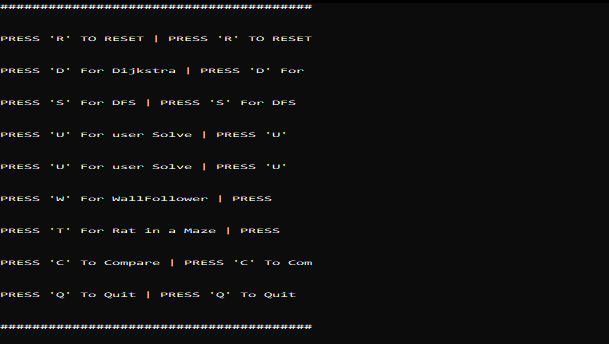 #######################################
PRESS 'R' TO RESET | PRESS 'R' TO RESET
PRESS 'D' For Dijkstra | PRESS 'D' For
PRESS 'S' For DFS | PRESS 'S' For DFS
PRESS 'U' For user Solve | PRESS 'U'
PRESS 'U' For user Solve | PRESS 'U'
PRESS 'W' For WallFollower | PRESS
PRESS 'T' For Rat in a Maze | PRESS
PRESS 'C' To Compare | PRESS 'C' To Com
PRESS 'Q' To Quit | PRESS 'Q' To Quit
#######################################